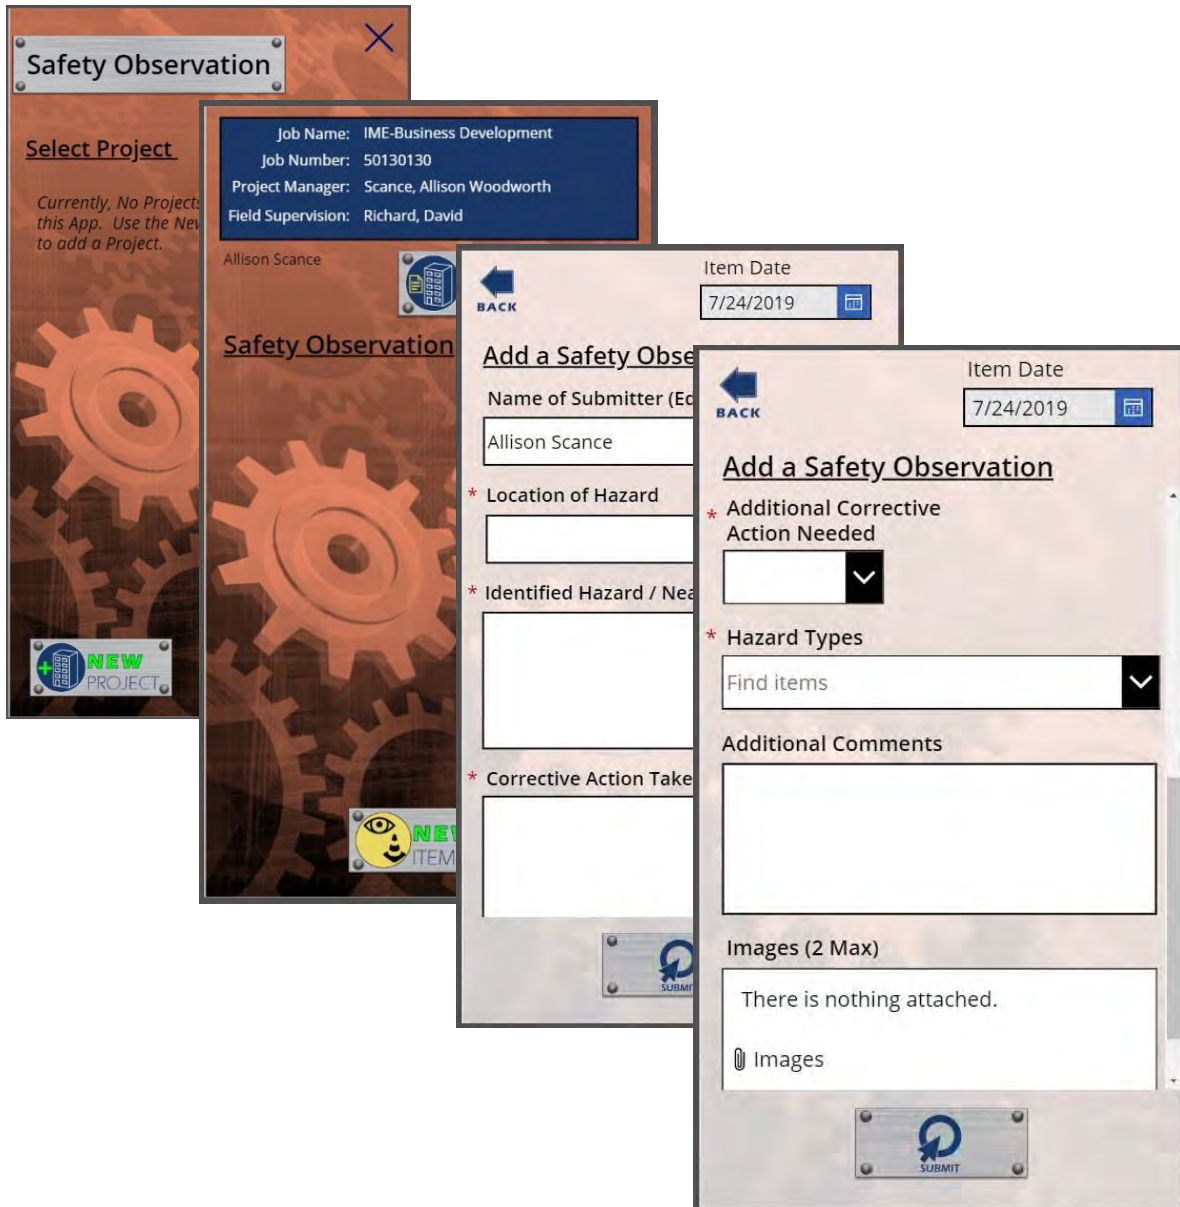 Safety Observation
Select Project
Currently, No Projects
this App. Use the New
to add a Project.
NEW
PROJECT
Job Name: IME-Business Development
Job Number: 50130130
Project Manager: Scance, Allison Woodworth
Field Supervision: Richard, David
Allison Scance
Safety Observation
NEW
ITEM
BACK
Item Date
7/24/2019
Add a Safety Obse
Name of Submitter (Ed
Allison Scance
* Location of Hazard
* Identified Hazard / Nea
* Corrective Action Take
SUBMIT
BACK
Item Date
7/24/2019
Add a Safety Observation
* Additional Corrective
Action Needed
* Hazard Types
Find items
Additional Comments
Images (2 Max)
There is nothing attached.
Images
SUBMIT